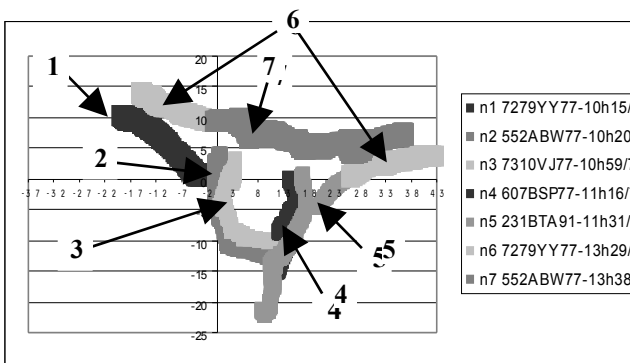 6
1
7
20
15
10
5
0
-5
-10
-15
-20
-25
2
3
4
4
5
5
-37 -32 -27 -22 -17 -12 -7 -2 3 8 13 18 23 28 33 38 43
n1 7279YY77-10h15/
n2 552ABW77-10h20
n3 7310VJ77-10h59/
n4 607BSP77-11h16/
n5 231BTA91-11h31/
n6 7279YY77-13h29/
n7 552ABW77-13h38